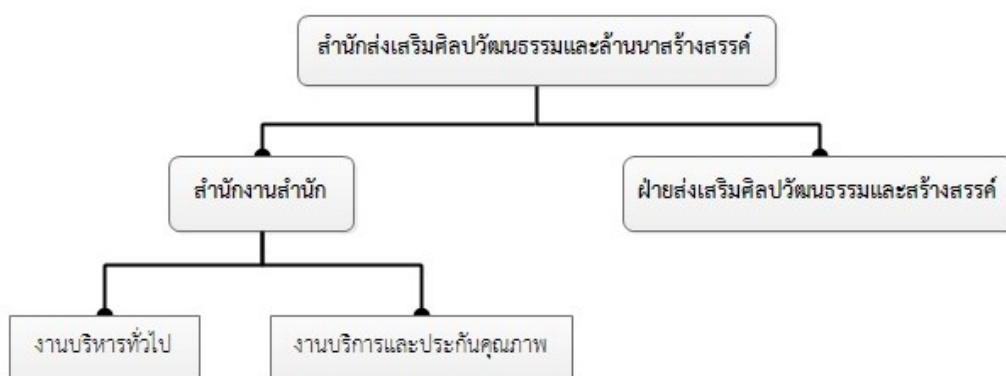 สำนักส่งเสริมศิลปวัฒนธรรมและล้านนาสร้างสรรค์
สำนักงานสำนัก
ฝ่ายส่งเสริมศิลปวัฒนธรรมและสร้างสรรค์
งานบริหารทั่วไป
งานบริการและประกันคุณภาพ